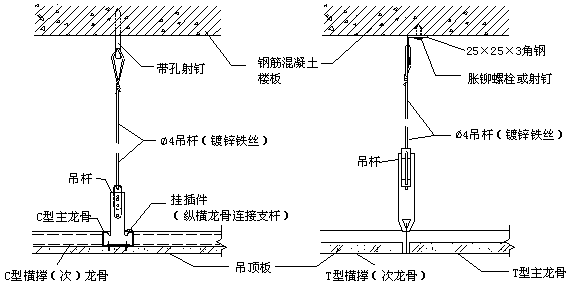 带孔射钉
钢筋混凝土
楼板
25×25×3角钢
胀铆螺栓或射钉
Ø4吊杆(镀锌铁丝)
Ø4吊杆(镀锌铁丝)
吊杆
吊杆
挂插件
(纵横龙骨连接支杆)
C型主龙骨
C型横撑(次)龙骨
吊顶板
T型横撑(次龙骨)
T型主龙骨